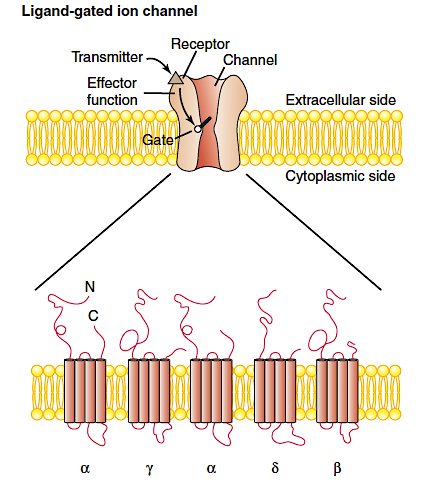 Ligand-gated ion channel
Receptor
Transmitter
Channel
Effector
function
Extracellular side
Gate
Cytoplasmic side
N
C
α γ α δ β